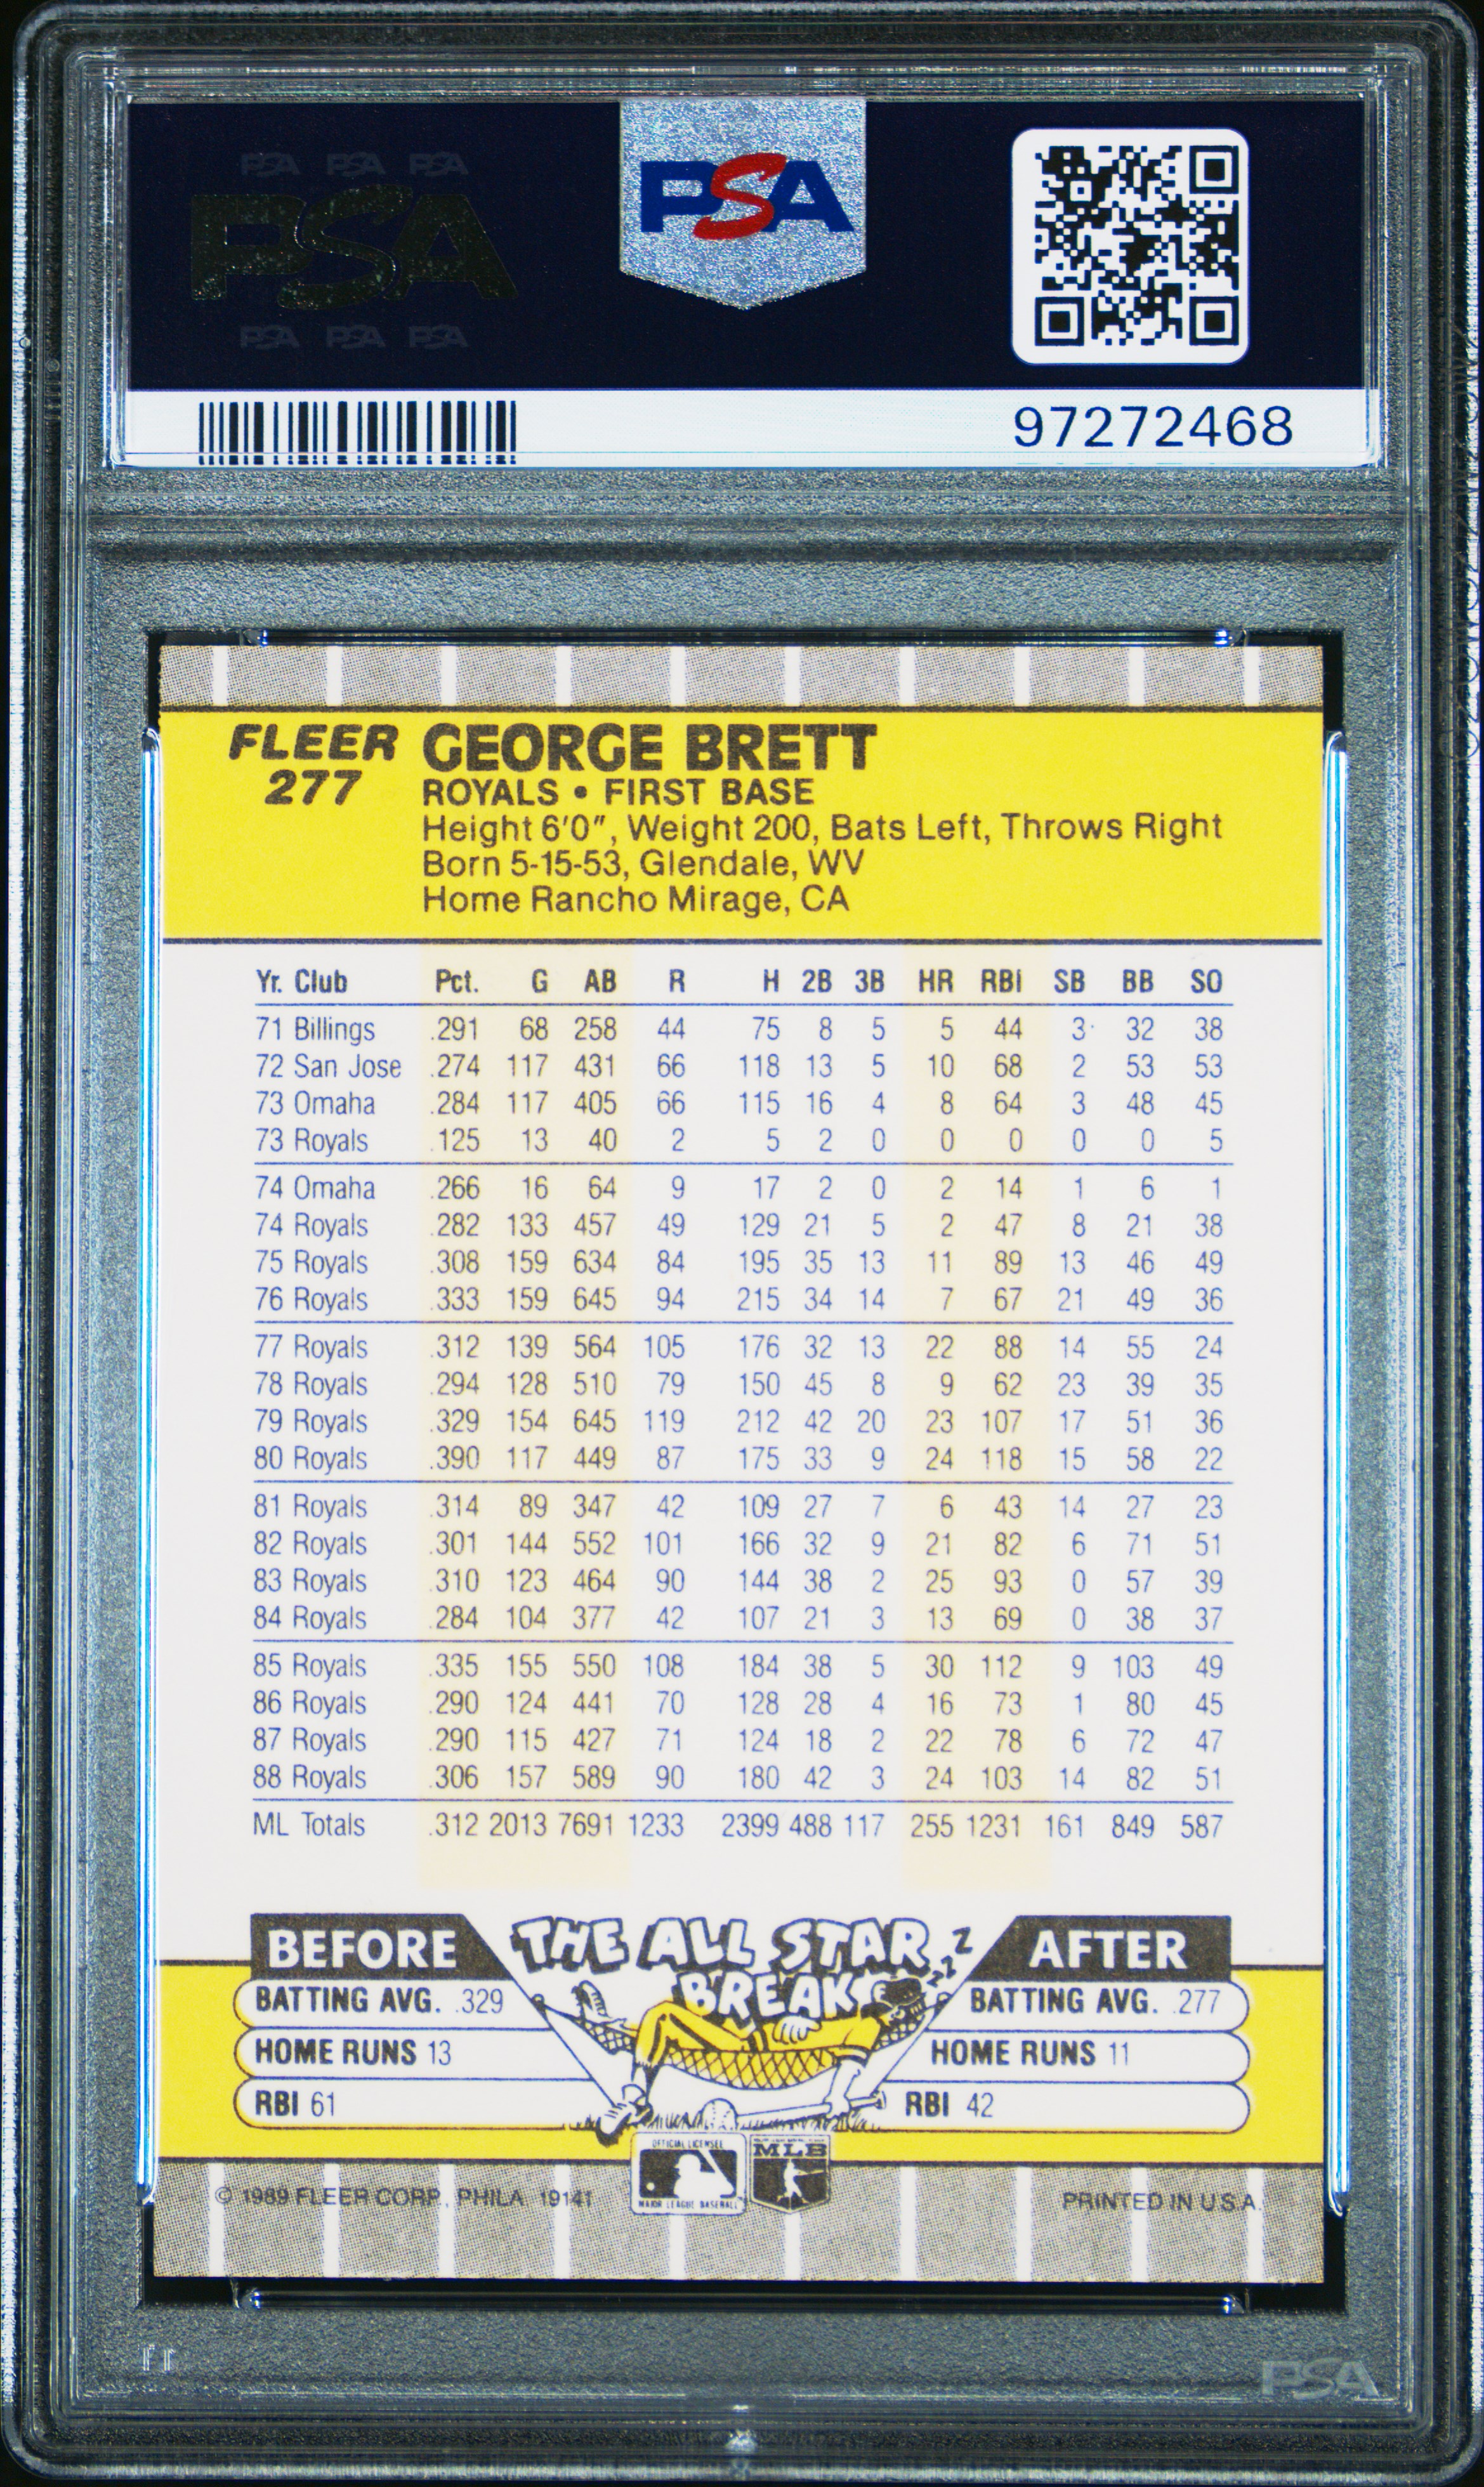 PSA PSA PSA
PSA
PSA PSA PSA
PSA
97272468
FLEER GEORGE BRETT
277 ROYALS • FIRST BASE
Height 6'0", Weight 200, Bats Left, Throws Right
Born 5-15-53, Glendale, WV
Home Rancho Mirage, CA
Yr. Club Pct. G AB R H 2B 3B HR RBI SB BB SO
71 Billings .291 68 258 44 75 8 5 5 44 3 32 38
72 San Jose .274 117 431 66 118 13 5 10 68 2 53 53
73 Omaha .284 117 405 66 115 16 4 8 64 3 48 45
73 Royals .125 13 40 2 5 2 0 0 0 0 0 5
74 Omaha .266 16 64 9 17 2 0 2 14 1 6 1
74 Royals .282 133 457 49 129 21 5 2 47 8 21 38
75 Royals .308 159 634 84 195 35 13 11 89 13 46 49
76 Royals .333 159 645 94 215 34 14 7 67 21 49 36
77 Royals .312 139 564 105 176 32 13 22 88 14 55 24
78 Royals .294 128 510 79 150 45 8 9 62 23 39 35
79 Royals .329 154 645 119 212 42 20 23 107 17 51 36
80 Royals .390 117 449 87 175 33 9 24 118 15 58 22
81 Royals .314 89 347 42 109 27 7 6 43 14 27 23
82 Royals .301 144 552 101 166 32 9 21 82 6 71 51
83 Royals .310 123 464 90 144 38 2 25 93 0 57 39
84 Royals .284 104 377 42 107 21 3 13 69 0 38 37
85 Royals .335 155 550 108 184 38 5 30 112 9 103 49
86 Royals .290 124 441 70 128 28 4 16 73 1 80 45
87 Royals .290 115 427 71 124 18 2 22 78 6 72 47
88 Royals .306 157 589 90 180 42 3 24 103 14 82 51
ML Totals .312 2013 7691 1233 2399 488 117 255 1231 161 849 587
BEFORE THE ALL STAR BREAK AFTER
zzz
BATTING AVG. .329 BATTING AVG. .277
HOME RUNS 13 HOME RUNS 11
RBI 61 RBI 42
OFFICIAL LICENSEE
MAJOR LEAGUE BASEBALL
MLB
© 1989 FLEER CORP., PHILA. 19141 PRINTED IN U.S.A.
PSA